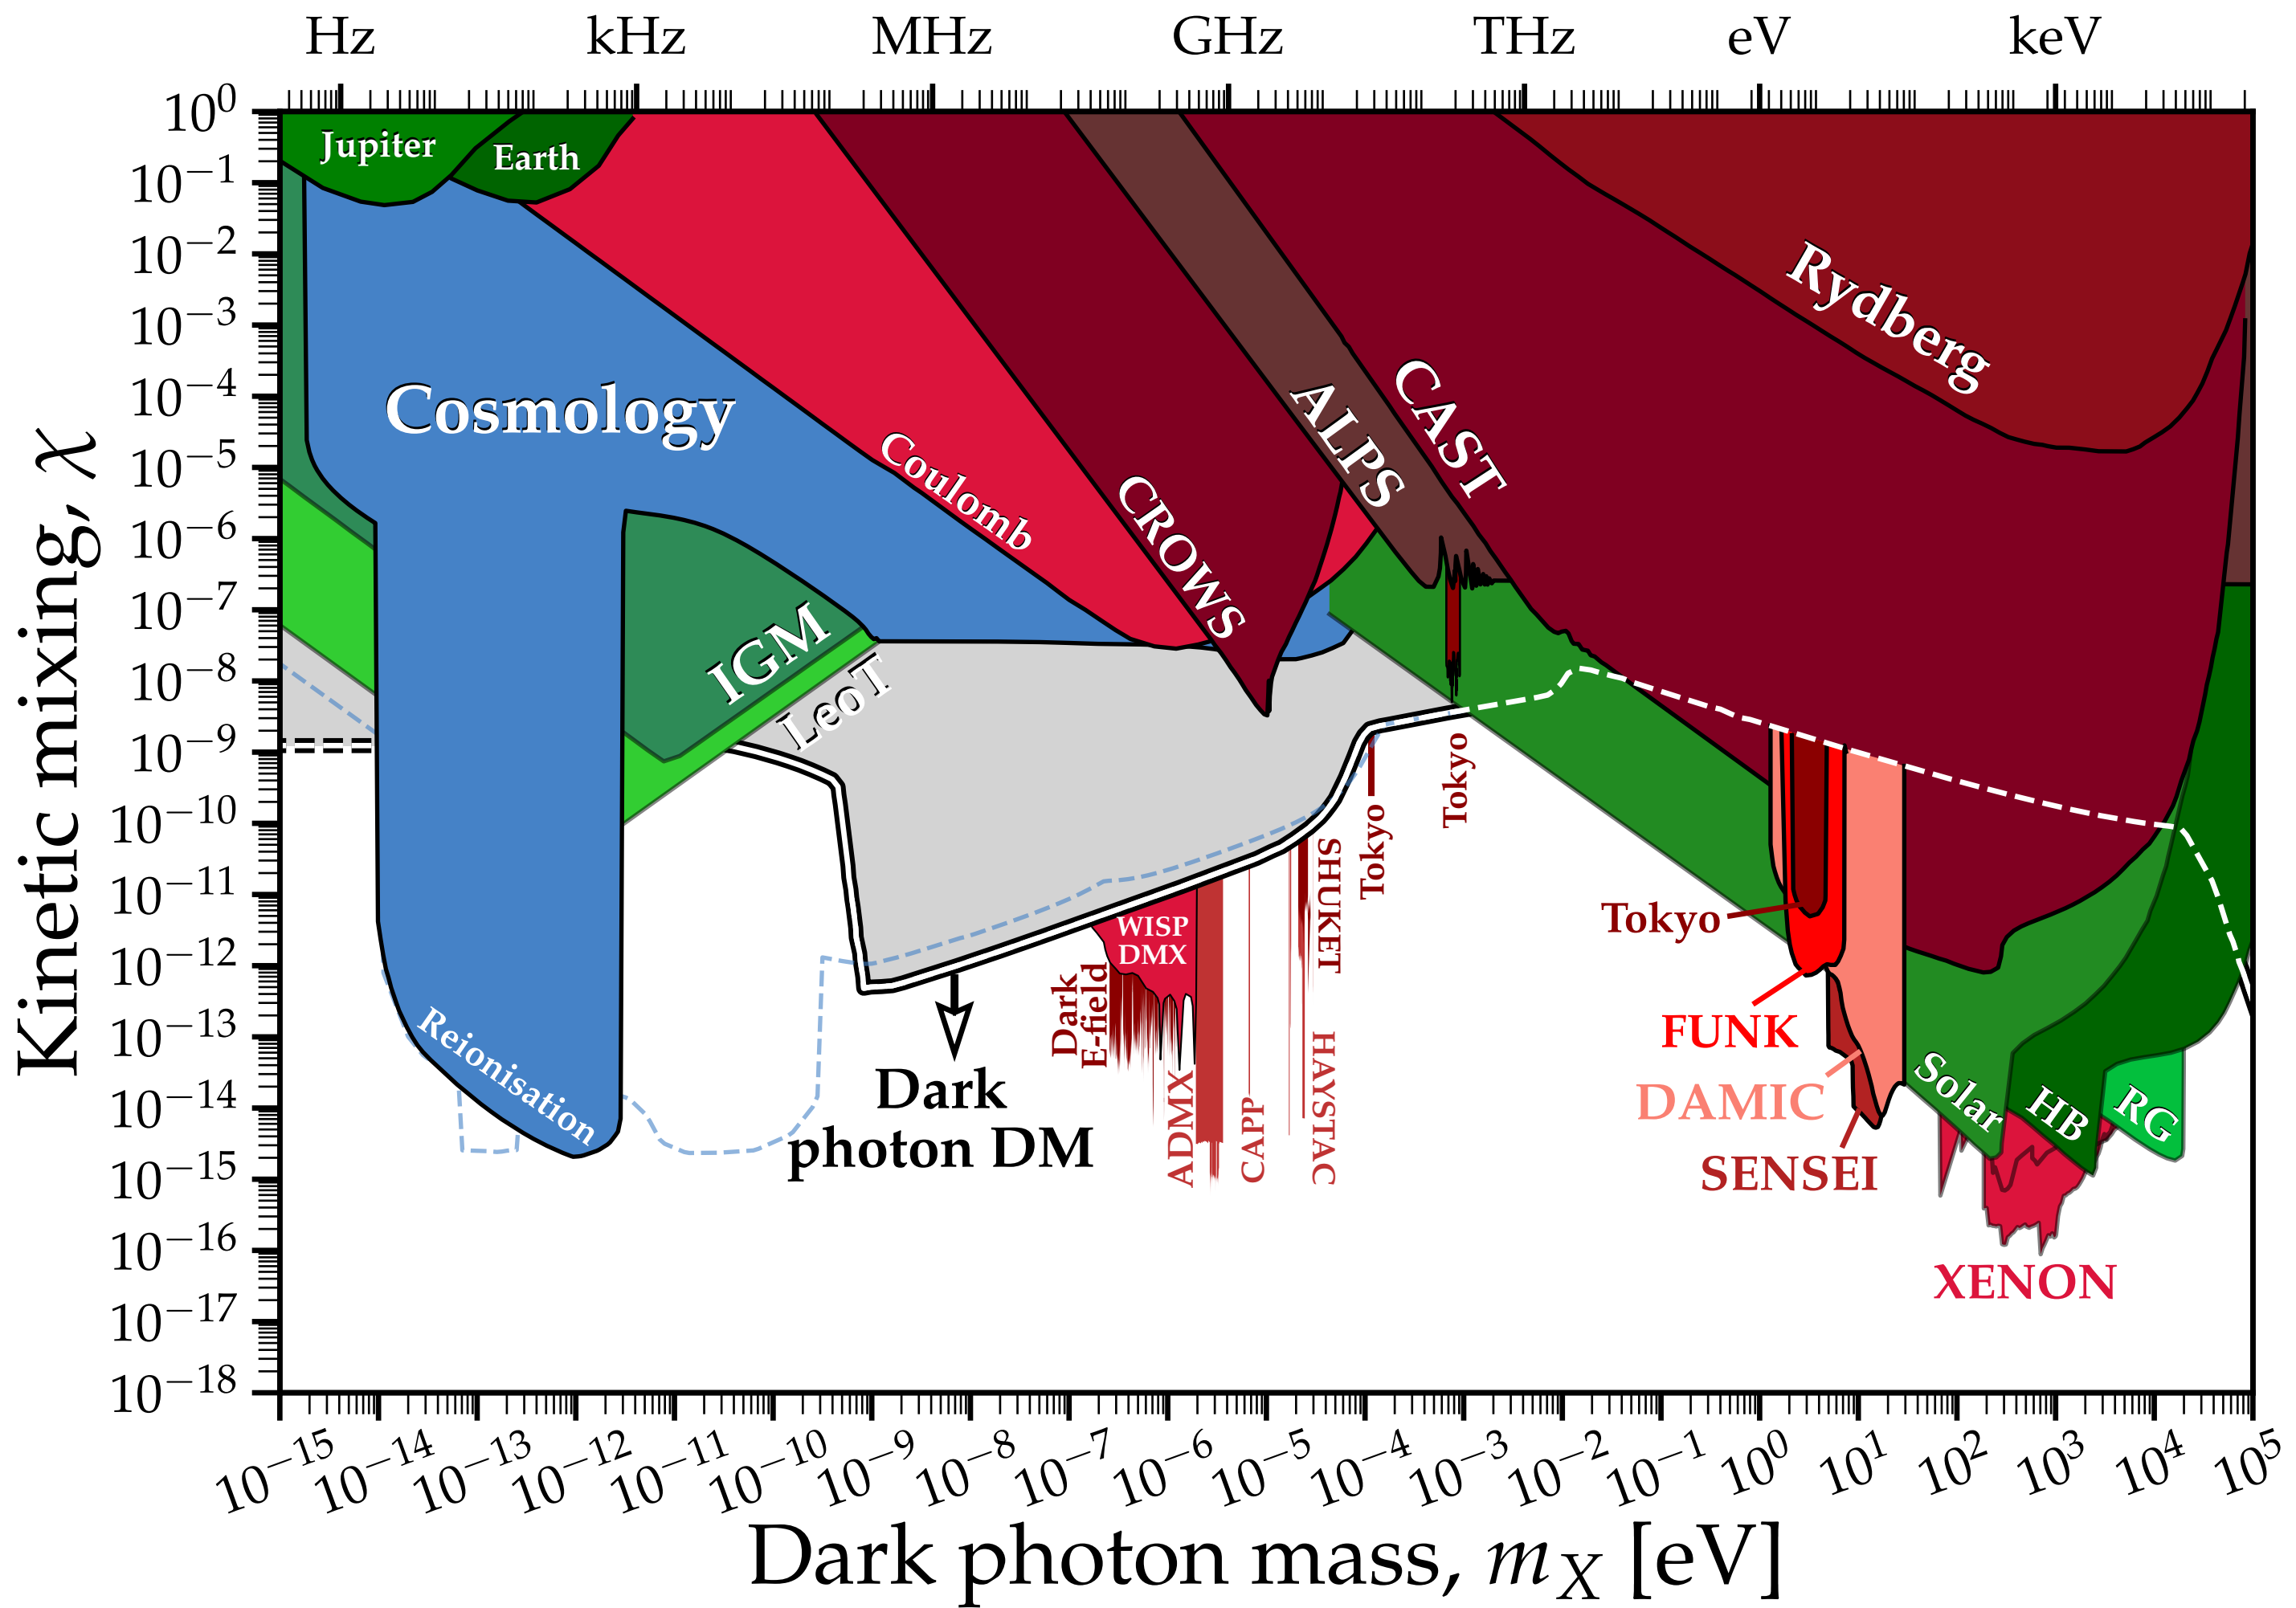 Hz kHz MHz GHz THz eV keV
10^0
10^{-1}
10^{-2}
10^{-3}
10^{-4}
10^{-5}
10^{-6}
10^{-7}
10^{-8}
10^{-9}
10^{-10}
10^{-11}
10^{-12}
10^{-13}
10^{-14}
10^{-15}
10^{-16}
10^{-17}
10^{-18}
Kinetic mixing, χ
Jupiter
Earth
Cosmology
Coulomb
CROWS
ALPS
CAST
Rydberg
IGM
LeoT
Reionisation
Dark
photon DM
Dark
E-field
WISP
DMX
ADMX
CAPP
HAYSTAC
SHUKET
Tokyo
Tokyo
Tokyo
FUNK
DAMIC
SENSEI
Solar
HB
RG
XENON
10^{-15} 10^{-14} 10^{-13} 10^{-12} 10^{-11} 10^{-10} 10^{-9} 10^{-8} 10^{-7} 10^{-6} 10^{-5} 10^{-4} 10^{-3} 10^{-2} 10^{-1} 10^0 10^1 10^2 10^3 10^4 10^5
Dark photon mass, m_X [eV]